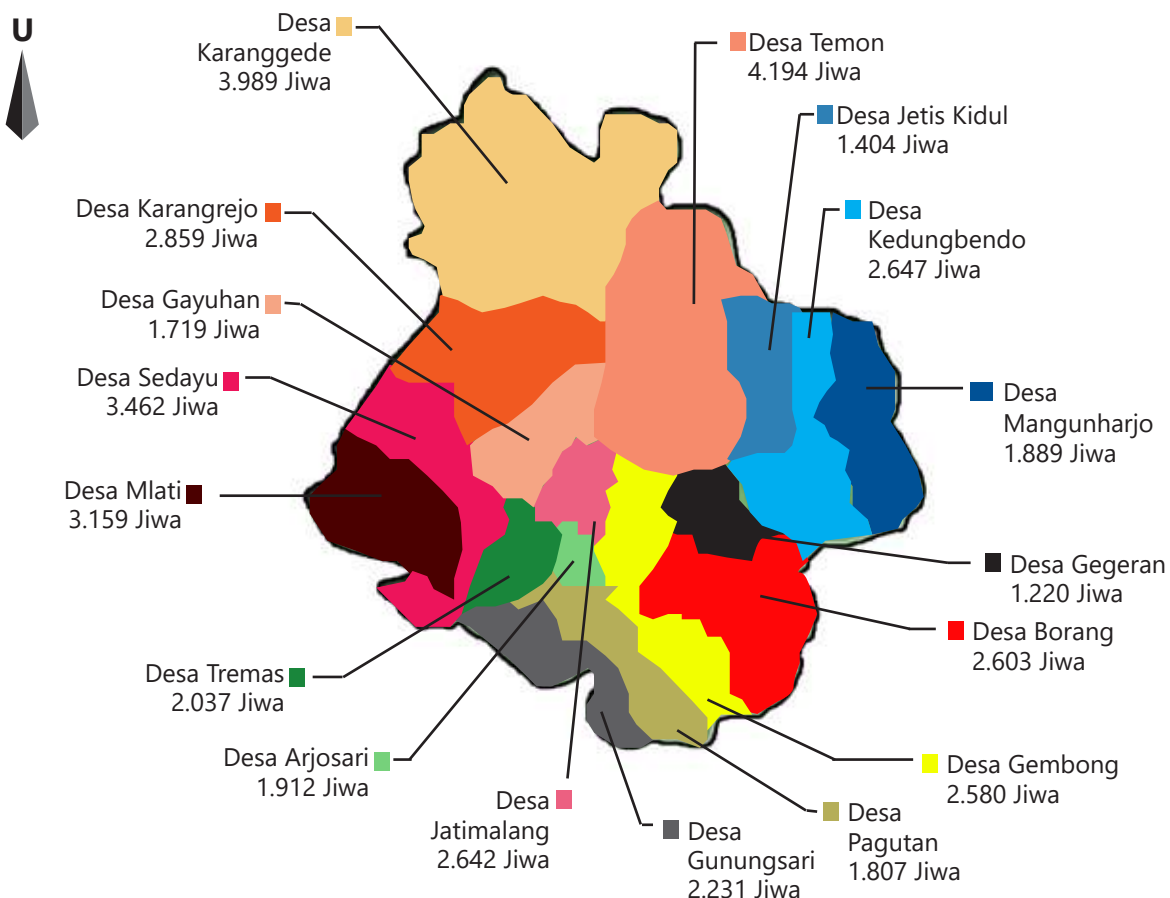 U
Desa
Karanggede
3.989 Jiwa
Desa Temon
4.194 Jiwa
Desa Jetis Kidul
1.404 Jiwa
Desa Karangrejo
2.859 Jiwa
Desa
Kedungbendo
2.647 Jiwa
Desa Gayuhan
1.719 Jiwa
Desa Sedayu
3.462 Jiwa
Desa
Mangunharjo
1.889 Jiwa
Desa Mlati
3.159 Jiwa
Desa Gegeran
1.220 Jiwa
Desa Borang
2.603 Jiwa
Desa Tremas
2.037 Jiwa
Desa Arjosari
1.912 Jiwa
Desa Gembong
2.580 Jiwa
Desa
Jatimalang
2.642 Jiwa
Desa
Gunungsari
2.231 Jiwa
Desa
Pagutan
1.807 Jiwa